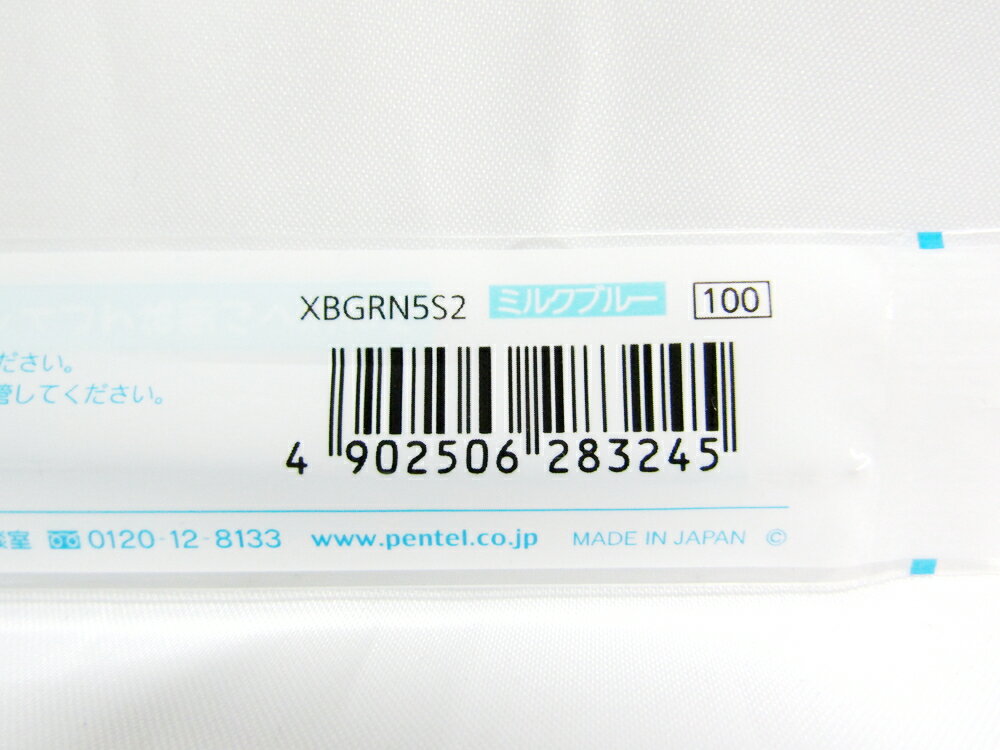 XBGRN5S2 ミルクブルー 100
ださい。
管してください。
4 902506 283245
室 0120-12-8133 www.pentel.co.jp MADE IN JAPAN ©